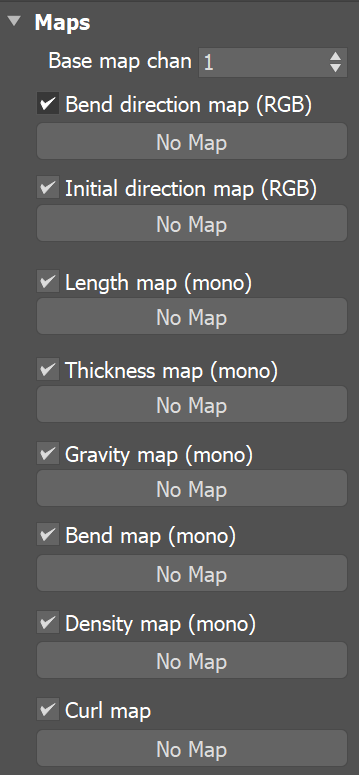 Maps
Base map chan 1
Bend direction map (RGB)
No Map
Initial direction map (RGB)
No Map
Length map (mono)
No Map
Thickness map (mono)
No Map
Gravity map (mono)
No Map
Bend map (mono)
No Map
Density map (mono)
No Map
Curl map
No Map